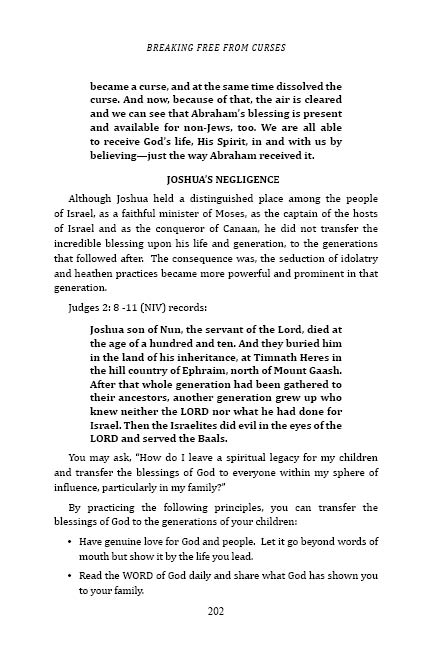 BREAKING FREE FROM CURSES
became a curse, and at the same time dissolved the
curse. And now, because of that, the air is cleared
and we can see that Abraham's blessing is present
and available for non-Jews, too. We are all able
to receive God's life, His Spirit, in and with us by
believing—just the way Abraham received it.
JOSHUA'S NEGLIGENCE
Although Joshua held a distinguished place among the people
of Israel, as a faithful minister of Moses, as the captain of the hosts
of Israel and as the conqueror of Canaan, he did not transfer the
incredible blessing upon his life and generation, to the generations
that followed after. The consequence was, the seduction of idolatry
and heathen practices became more powerful and prominent in that
generation.
Judges 2: 8 -11 (NIV) records:
Joshua son of Nun, the servant of the Lord, died at
the age of a hundred and ten. And they buried him
in the land of his inheritance, at Timnath Heres in
the hill country of Ephraim, north of Mount Gaash.
After that whole generation had been gathered to
their ancestors, another generation grew up who
knew neither the LORD nor what he had done for
Israel. Then the Israelites did evil in the eyes of the
LORD and served the Baals.
You may ask, "How do I leave a spiritual legacy for my children
and transfer the blessings of God to everyone within my sphere of
influence, particularly in my family?"
By practicing the following principles, you can transfer the
blessings of God to the generations of your children:
• Have genuine love for God and people. Let it go beyond words of
mouth but show it by the life you lead.
• Read the WORD of God daily and share what God has shown you
to your family.
202